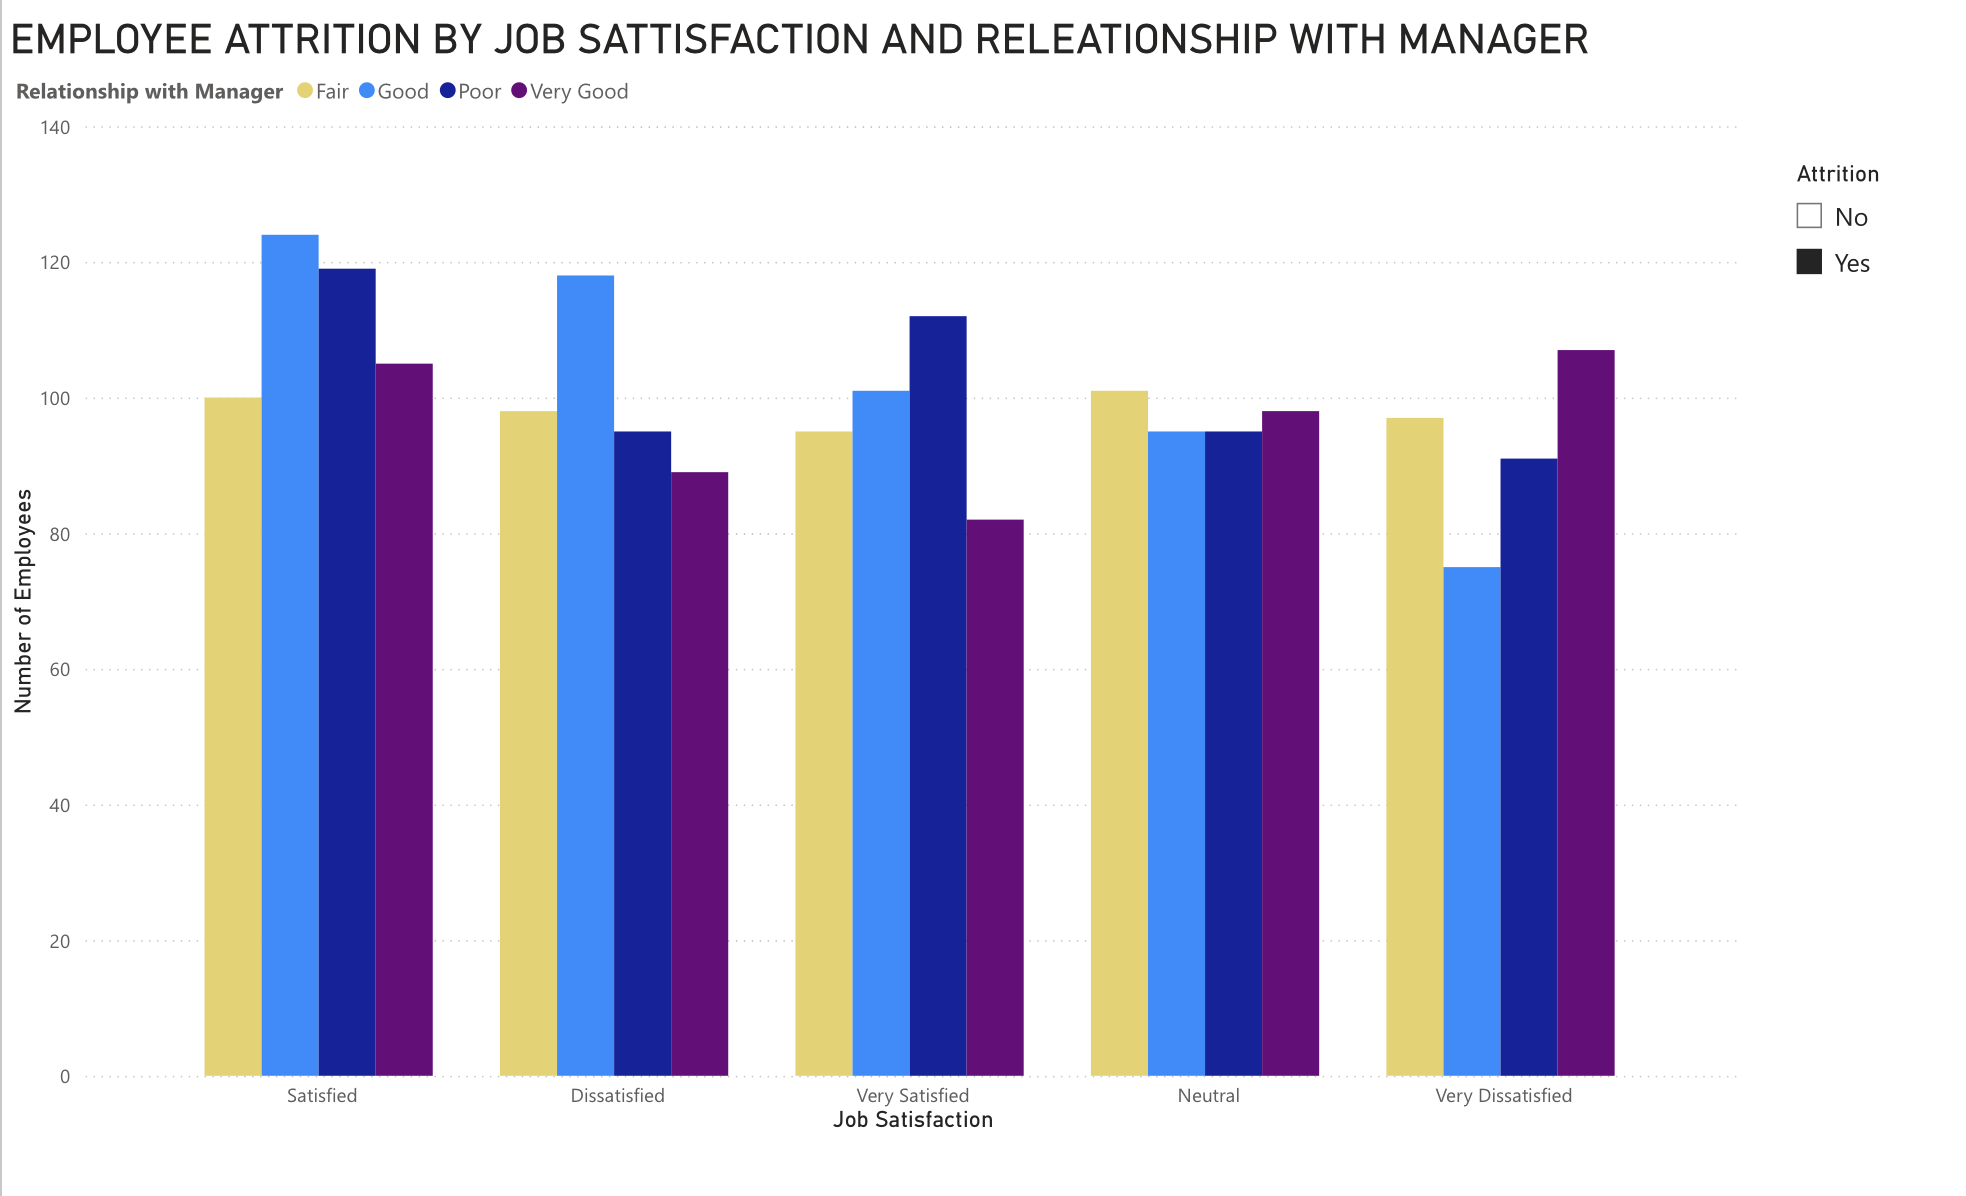 EMPLOYEE ATTRITION BY JOB SATTISFACTION AND RELEATIONSHIP WITH MANAGER
Relationship with Manager Fair Good Poor Very Good
140
120
100
80
60
40
20
0
Number of Employees
Satisfied Dissatisfied Very Satisfied Neutral Very Dissatisfied
Job Satisfaction
Attrition
No
Yes